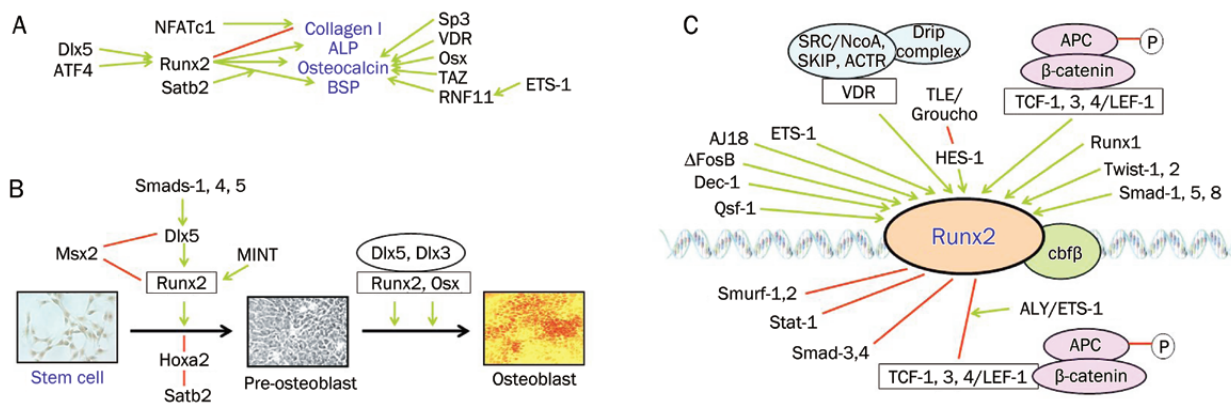 A
NFATc1
Dlx5
ATF4
Runx2
Satb2
Collagen I
ALP
Osteocalcin
BSP
Sp3
VDR
Osx
TAZ
RNF11
ETS-1
B
Smads-1, 4, 5
Dlx5
Msx2
MINT
Runx2
Hoxa2
Satb2
Stem cell
Pre-osteoblast
Dlx5, Dlx3
Runx2, Osx
Osteoblast
C
SRC/NcoA,
SKIP, ACTR
Drip
complex
VDR
TLE/
Groucho
HES-1
APC
P
β-catenin
TCF-1, 3, 4/LEF-1
AJ18
ETS-1
ΔFosB
Dec-1
Qsf-1
Runx1
Twist-1, 2
Smad-1, 5, 8
Runx2
cbfβ
Smurf-1,2
Stat-1
Smad-3,4
ALY/ETS-1
TCF-1, 3, 4/LEF-1
APC
P
β-catenin